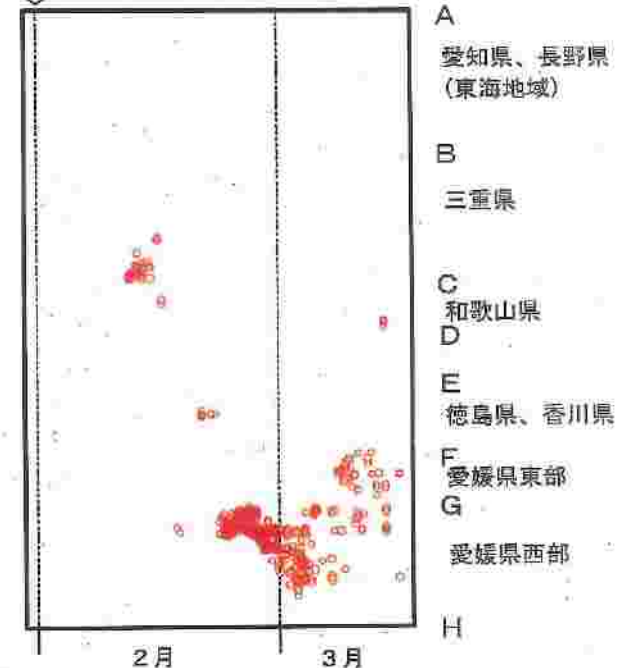 A
愛知県、長野県
(東海地域)
B
三重県
C
和歌山県
D
E
徳島県、香川県
F
愛媛県東部
G
愛媛県西部
H
2月 3月